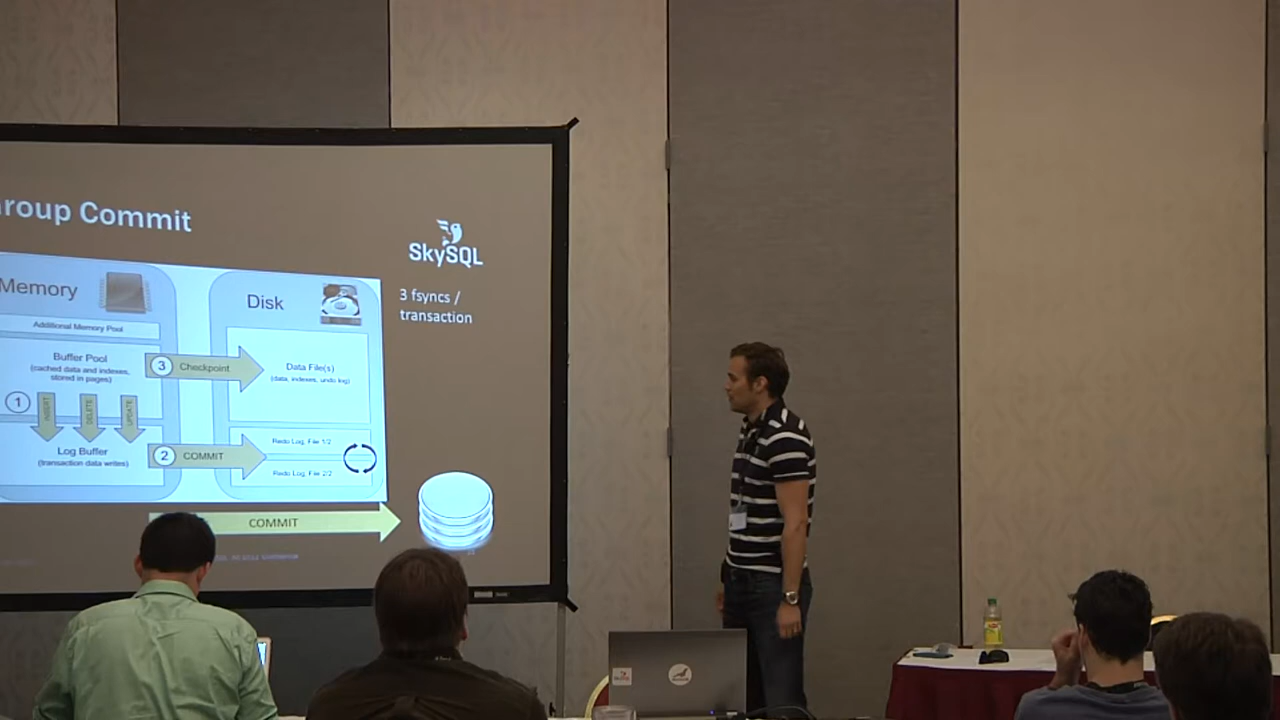 Group Commit
SkySQL
3 fsyncs /
transaction
Memory
Additional Memory Pool
Buffer Pool
(cached data and indexes,
stored in pages)
1
INSERT
DELETE
UPDATE
Log Buffer
(transaction data writes)
3 Checkpoint
2 COMMIT
Disk
Data File(s)
(data, indexes, undo log)
Redo Log, File 1/2
Redo Log, File 2/2
COMMIT